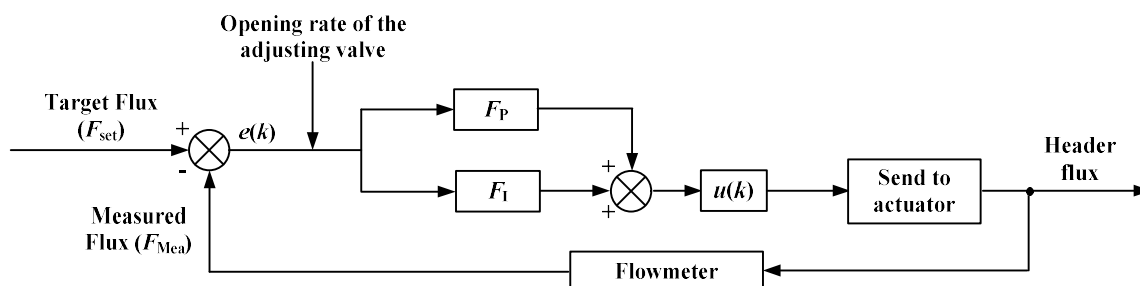 Opening rate of the
adjusting valve
Target Flux
(Fset)
+
e(k)
-
Measured
Flux (FMea)
FP
FI
+
+
u(k)
Send to
actuator
Header
flux
Flowmeter